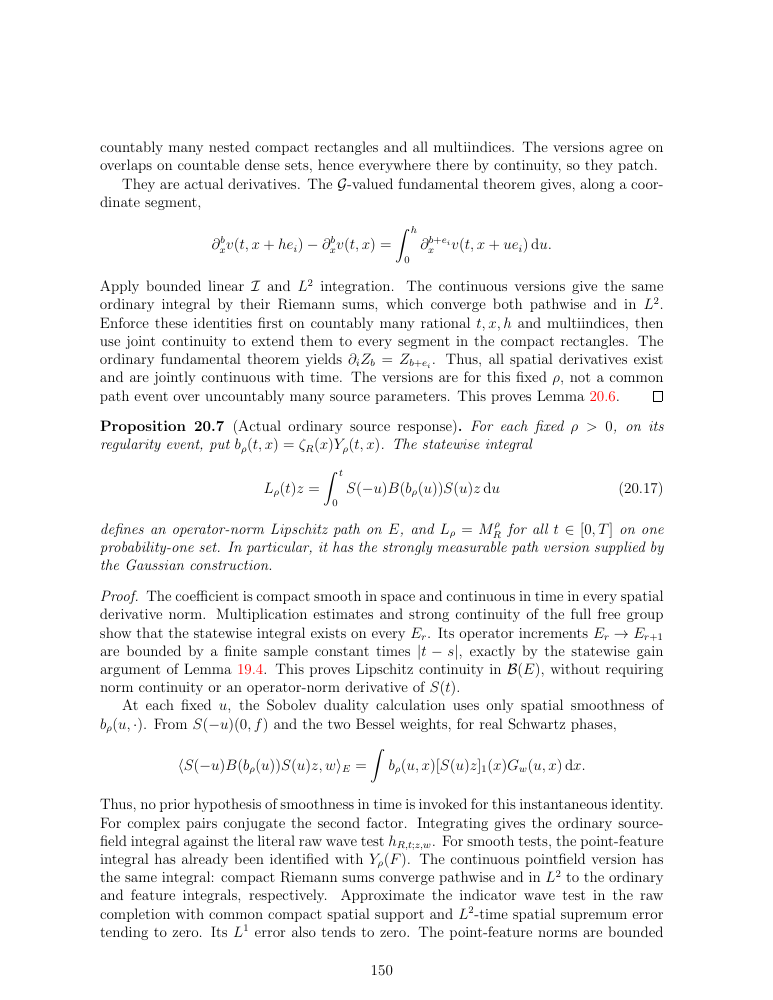 countably many nested compact rectangles and all multiindices. The versions agree on
overlaps on countable dense sets, hence everywhere there by continuity, so they patch.
They are actual derivatives. The 𝒢-valued fundamental theorem gives, along a coor-
dinate segment,
∂_x^b v(t, x + he_i) − ∂_x^b v(t, x) = ∫_0^h ∂_x^{b+e_i} v(t, x + ue_i) du.
Apply bounded linear ℐ and L² integration. The continuous versions give the same
ordinary integral by their Riemann sums, which converge both pathwise and in L².
Enforce these identities first on countably many rational t, x, h and multiindices, then
use joint continuity to extend them to every segment in the compact rectangles. The
ordinary fundamental theorem yields ∂_i Z_b = Z_{b+e_i}. Thus, all spatial derivatives exist
and are jointly continuous with time. The versions are for this fixed ρ, not a common
path event over uncountably many source parameters. This proves Lemma 20.6. □
Proposition 20.7 (Actual ordinary source response). For each fixed ρ > 0, on its
regularity event, put b_ρ(t, x) = ζ_R(x)Y_ρ(t, x). The statewise integral
L_ρ(t)z = ∫_0^t S(−u)B(b_ρ(u))S(u)z du (20.17)
defines an operator-norm Lipschitz path on E, and L_ρ = M_R^ρ for all t ∈ [0, T] on one
probability-one set. In particular, it has the strongly measurable path version supplied by
the Gaussian construction.
Proof. The coefficient is compact smooth in space and continuous in time in every spatial
derivative norm. Multiplication estimates and strong continuity of the full free group
show that the statewise integral exists on every E_r. Its operator increments E_r → E_{r+1}
are bounded by a finite sample constant times |t − s|, exactly by the statewise gain
argument of Lemma 19.4. This proves Lipschitz continuity in ℬ(E), without requiring
norm continuity or an operator-norm derivative of S(t).
At each fixed u, the Sobolev duality calculation uses only spatial smoothness of
b_ρ(u, ·). From S(−u)(0, f) and the two Bessel weights, for real Schwartz phases,
⟨S(−u)B(b_ρ(u))S(u)z, w⟩_E = ∫ b_ρ(u, x)[S(u)z]_1(x)G_w(u, x) dx.
Thus, no prior hypothesis of smoothness in time is invoked for this instantaneous identity.
For complex pairs conjugate the second factor. Integrating gives the ordinary source-
field integral against the literal raw wave test h_{R,t;z,w}. For smooth tests, the point-feature
integral has already been identified with Y_ρ(F). The continuous pointfield version has
the same integral: compact Riemann sums converge pathwise and in L² to the ordinary
and feature integrals, respectively. Approximate the indicator wave test in the raw
completion with common compact spatial support and L²-time spatial supremum error
tending to zero. Its L¹ error also tends to zero. The point-feature norms are bounded
150